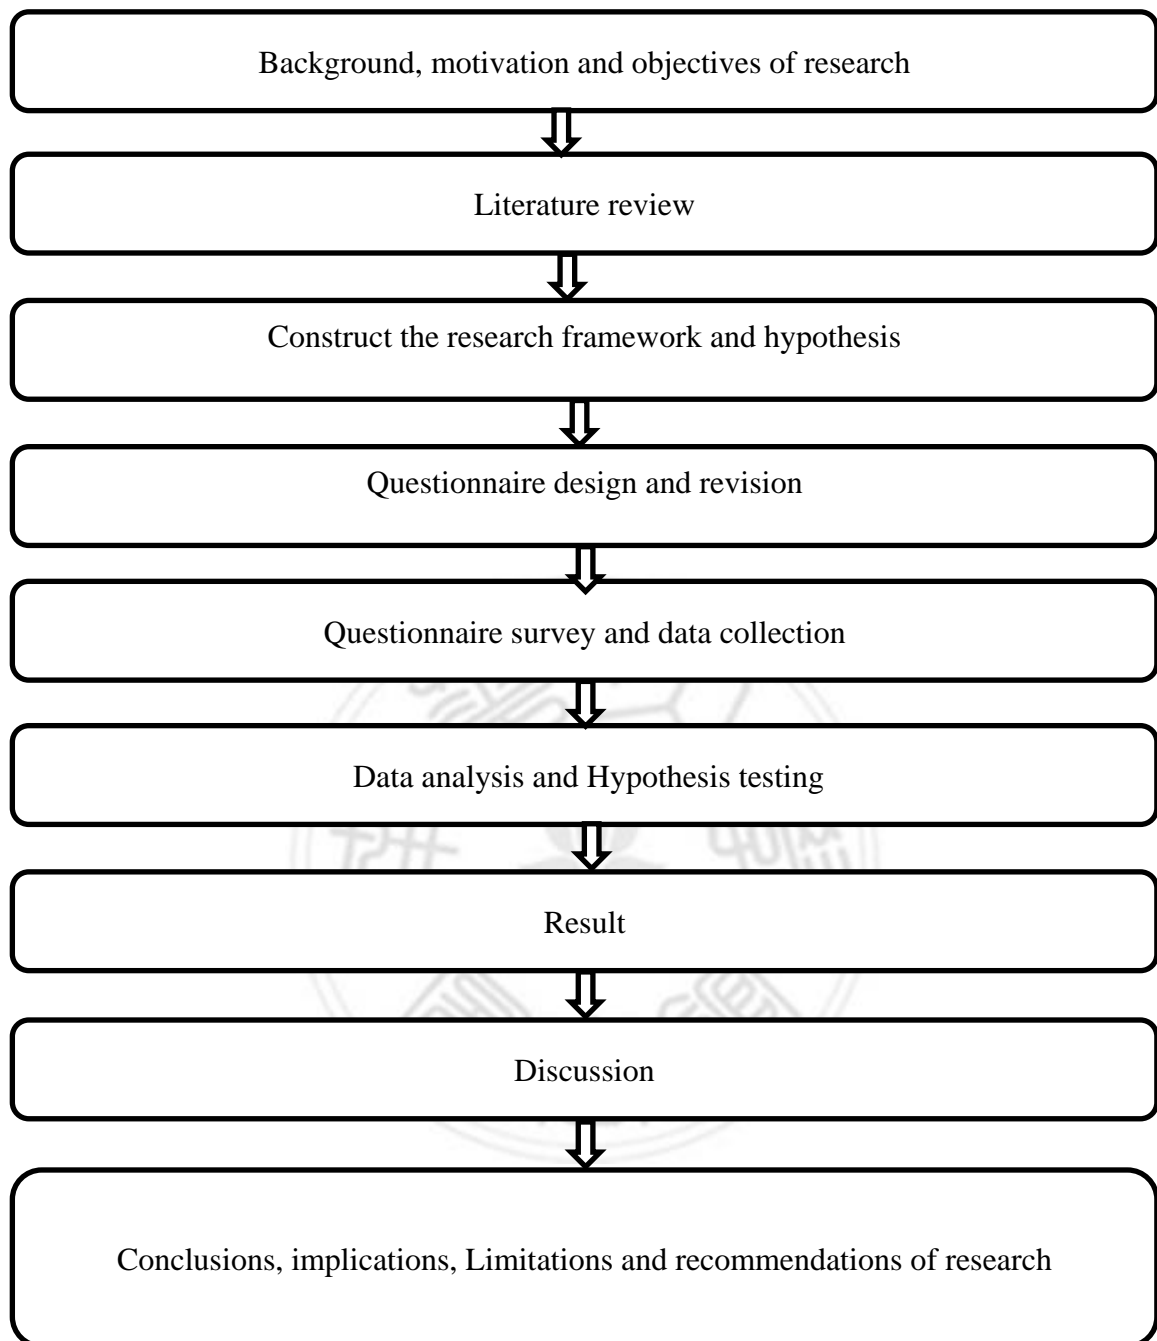 Background, motivation and objectives of research
Literature review
Construct the research framework and hypothesis
Questionnaire design and revision
Questionnaire survey and data collection
Data analysis and Hypothesis testing
Result
Discussion
Conclusions, implications, Limitations and recommendations of research